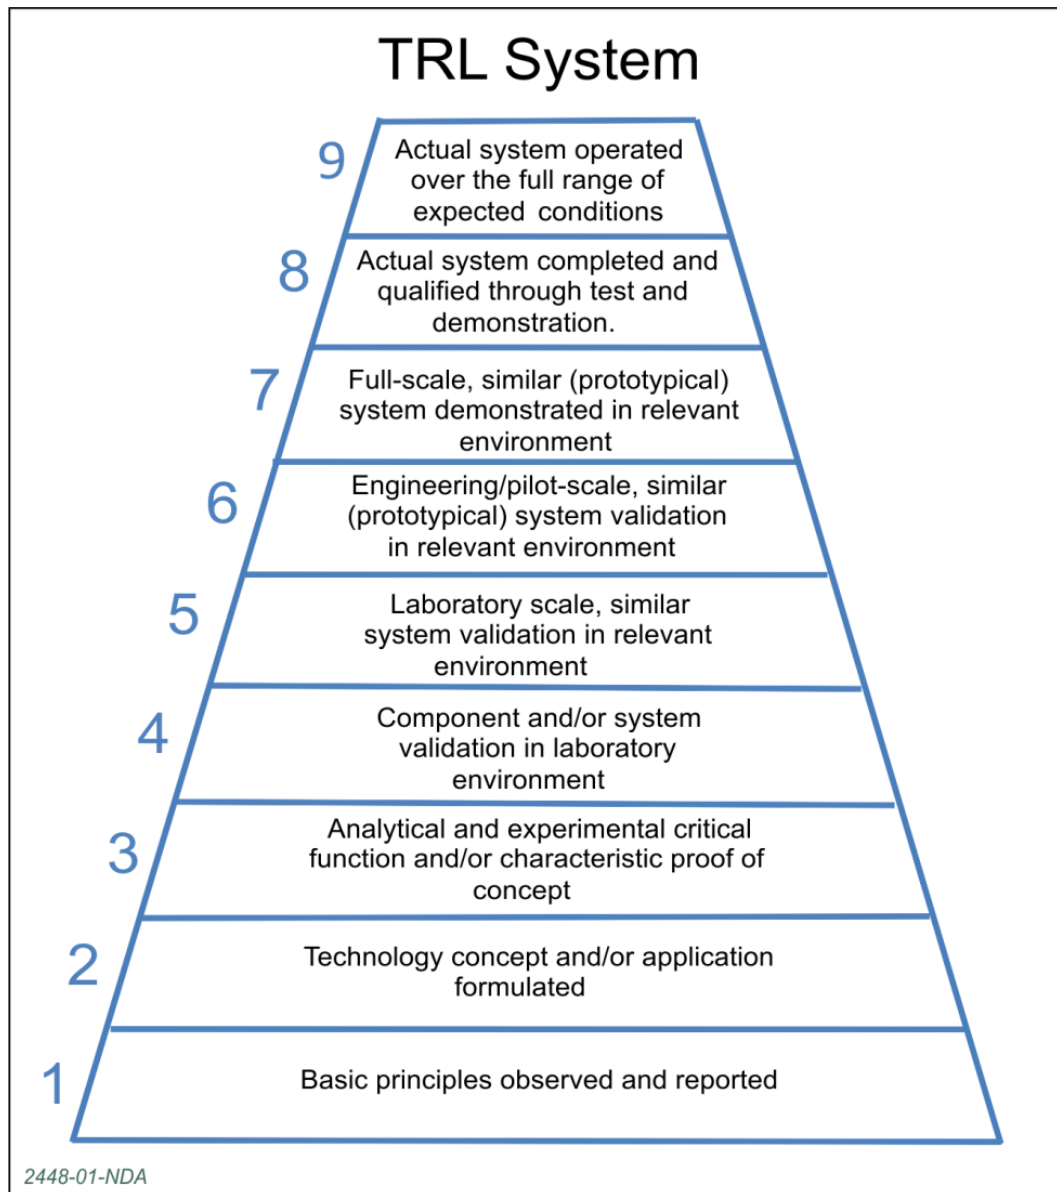 TRL System
9
Actual system operated
over the full range of
expected conditions
8
Actual system completed and
qualified through test and
demonstration.
7
Full-scale, similar (prototypical)
system demonstrated in relevant
environment
6
Engineering/pilot-scale, similar
(prototypical) system validation
in relevant environment
5
Laboratory scale, similar
system validation in relevant
environment
4
Component and/or system
validation in laboratory
environment
3
Analytical and experimental critical
function and/or characteristic proof of
concept
2
Technology concept and/or application
formulated
1
Basic principles observed and reported
2448-01-NDA